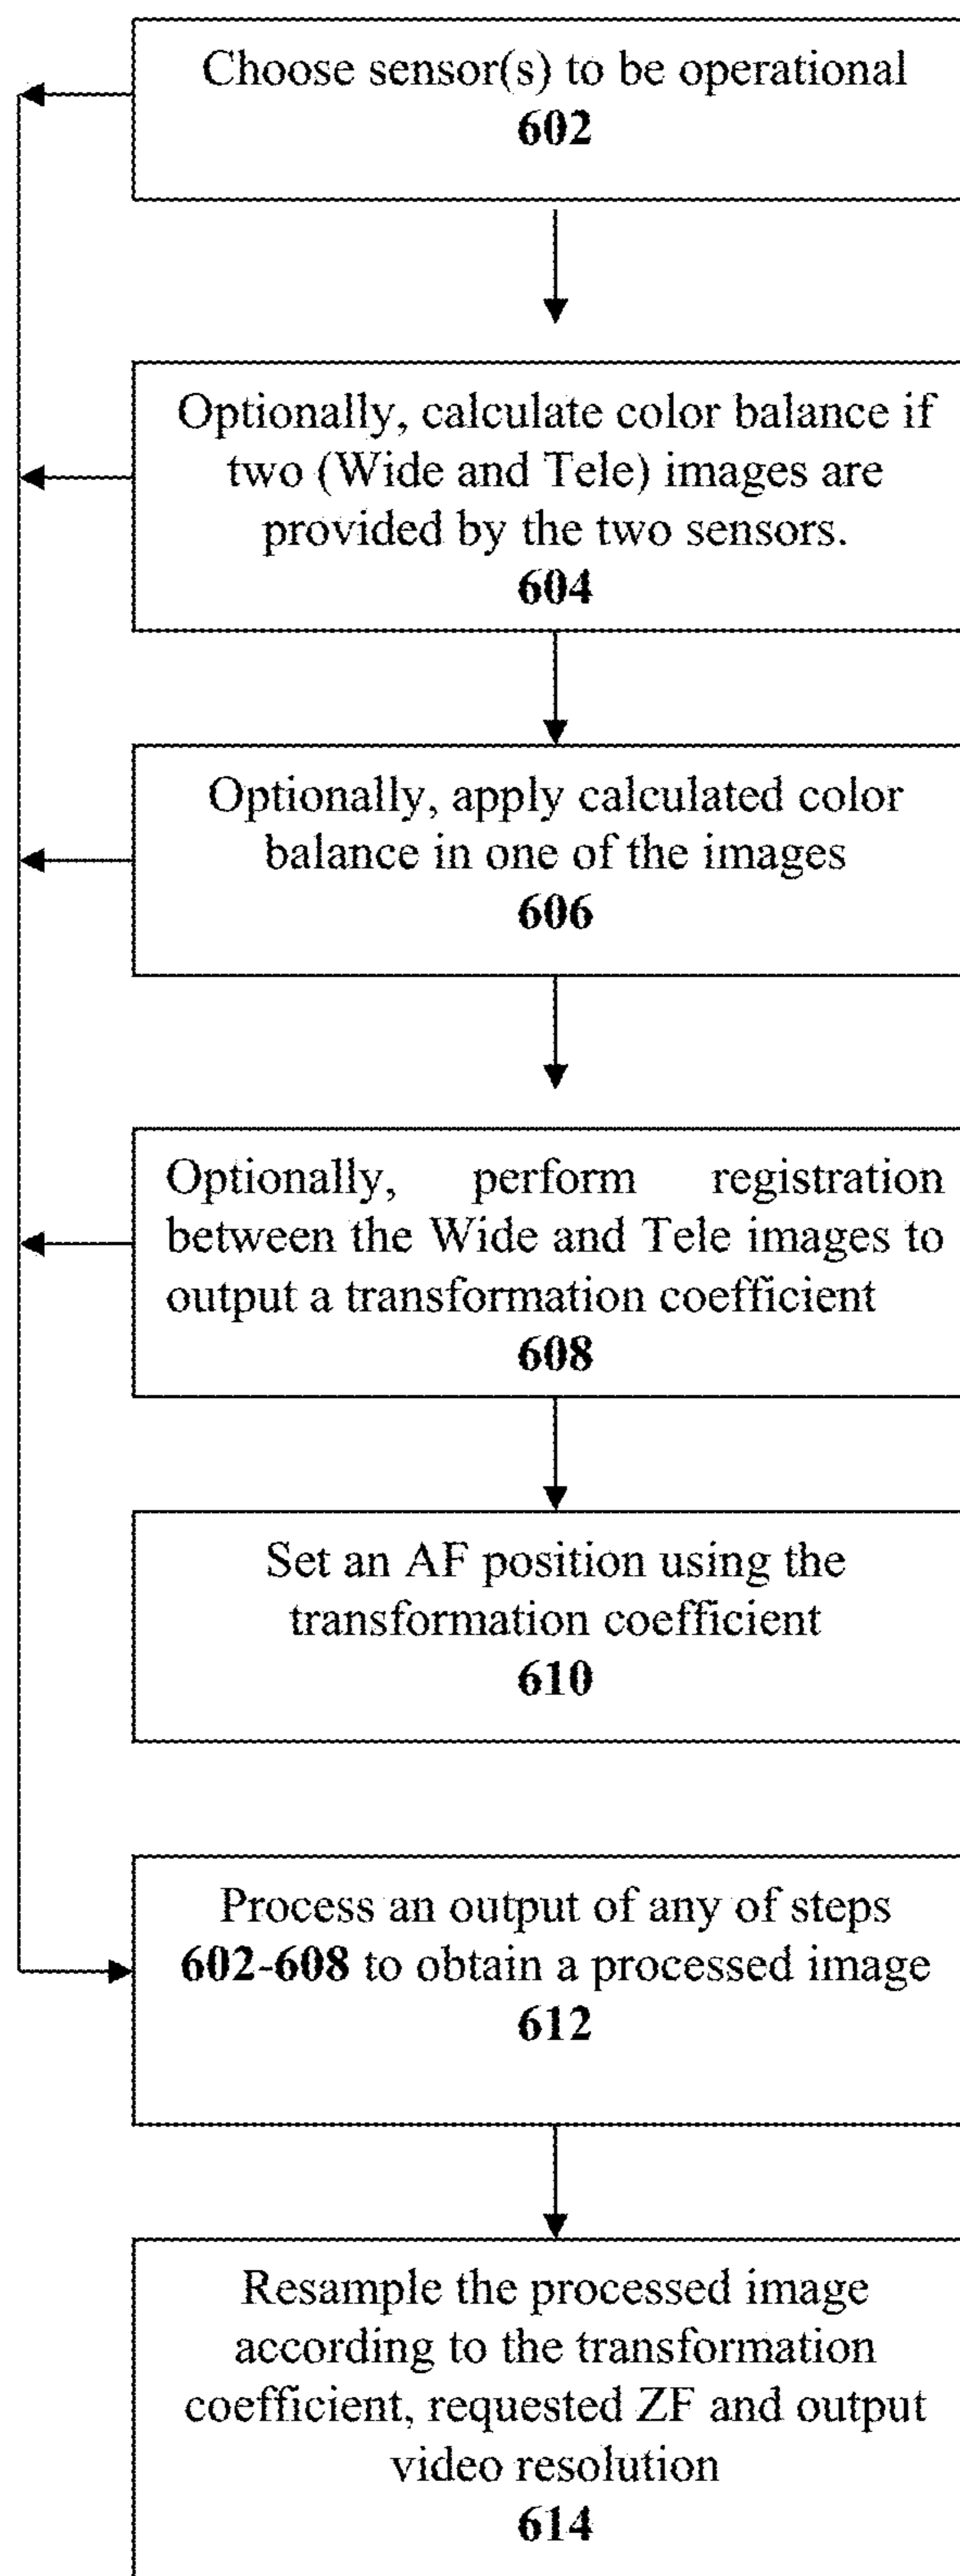 Choose sensor(s) to be operational
602
Optionally, calculate color balance if
two (Wide and Tele) images are
provided by the two sensors.
604
Optionally, apply calculated color
balance in one of the images
606
Optionally, perform registration
between the Wide and Tele images to
output a transformation coefficient
608
Set an AF position using the
transformation coefficient
610
Process an output of any of steps
602-608 to obtain a processed image
612
Resample the processed image
according to the transformation
coefficient, requested ZF and output
video resolution
614